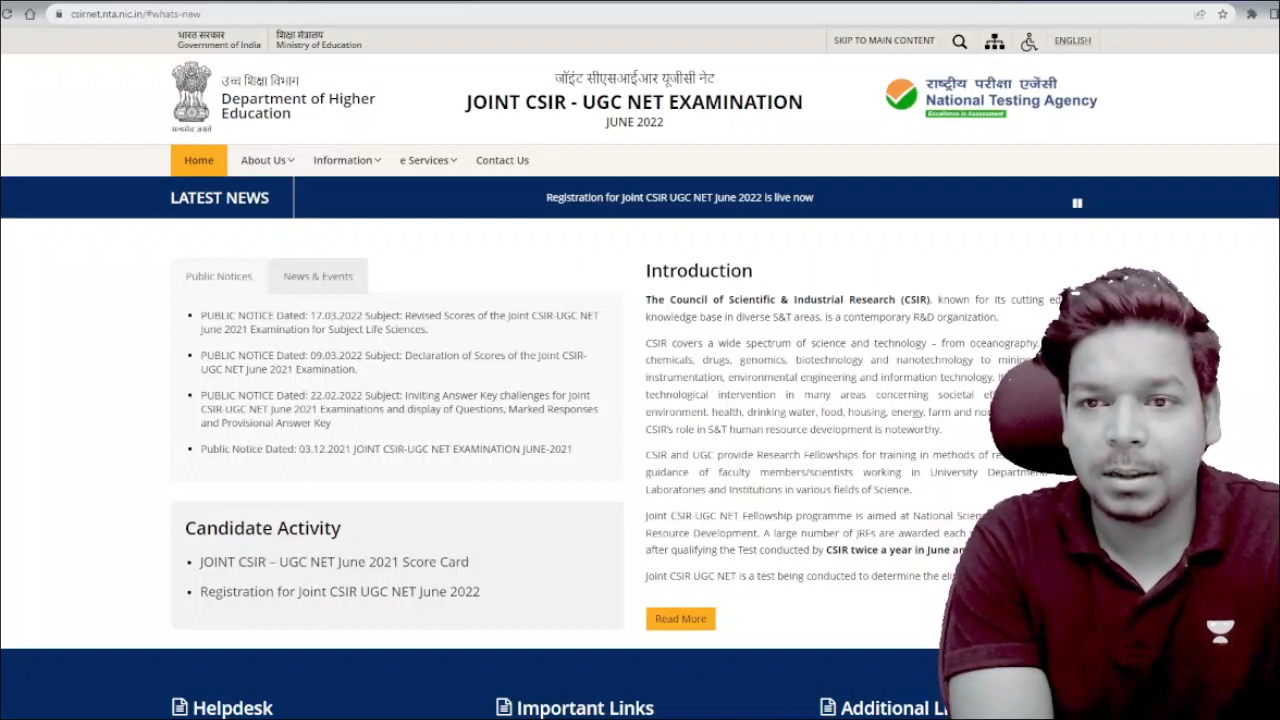 csirnet.nta.nic.in/#whats-new
भारत सरकार
Government of India
शिक्षा मंत्रालय
Ministry of Education
SKIP TO MAIN CONTENT
ENGLISH
उच्च शिक्षा विभाग
Department of Higher
Education
सत्यमेव जयते
जॉइंट सीएसआईआर यूजीसी नेट
JOINT CSIR - UGC NET EXAMINATION
JUNE 2022
राष्ट्रीय परीक्षा एजेंसी
National Testing Agency
Excellence in Assessment
Home
About Us
Information
e Services
Contact Us
LATEST NEWS
Registration for Joint CSIR UGC NET June 2022 is live now
Public Notices
News & Events
PUBLIC NOTICE Dated: 17.03.2022 Subject: Revised Scores of the Joint CSIR-UGC NET
June 2021 Examination for Subject Life Sciences.
PUBLIC NOTICE Dated: 09.03.2022 Subject: Declaration of Scores of the Joint CSIR-
UGC NET June 2021 Examination.
PUBLIC NOTICE Dated: 22.02.2022 Subject: Inviting Answer Key challenges for Joint
CSIR-UGC NET June 2021 Examinations and display of Questions, Marked Responses
and Provisional Answer Key
Public Notice Dated: 03.12.2021 JOINT CSIR-UGC NET EXAMINATION JUNE-2021
Candidate Activity
JOINT CSIR – UGC NET June 2021 Score Card
Registration for Joint CSIR UGC NET June 2022
Introduction
The Council of Scientific & Industrial Research (CSIR), known for its cutting
knowledge base in diverse S&T areas, is a contemporary R&D organization.
CSIR covers a wide spectrum of science and technology – from oceanography,
chemicals, drugs, genomics, biotechnology and nanotechnology to
instrumentation, environmental engineering and information technology.
technological intervention in many areas concerning societal
environment, health, drinking water, food, housing, energy, farm and
CSIR's role in S&T human resource development is noteworthy.
CSIR and UGC provide Research Fellowships for training in methods of
guidance of faculty members/scientists working in University
Laboratories and Institutions in various fields of Science.
Joint CSIR-UGC NET Fellowship programme is aimed at National
Resource Development. A large number of JRFs are awarded each
after qualifying the Test conducted by CSIR twice a year in June
Joint CSIR UGC NET is a test being conducted to determine the
Read More
Helpdesk
Important Links
Additional